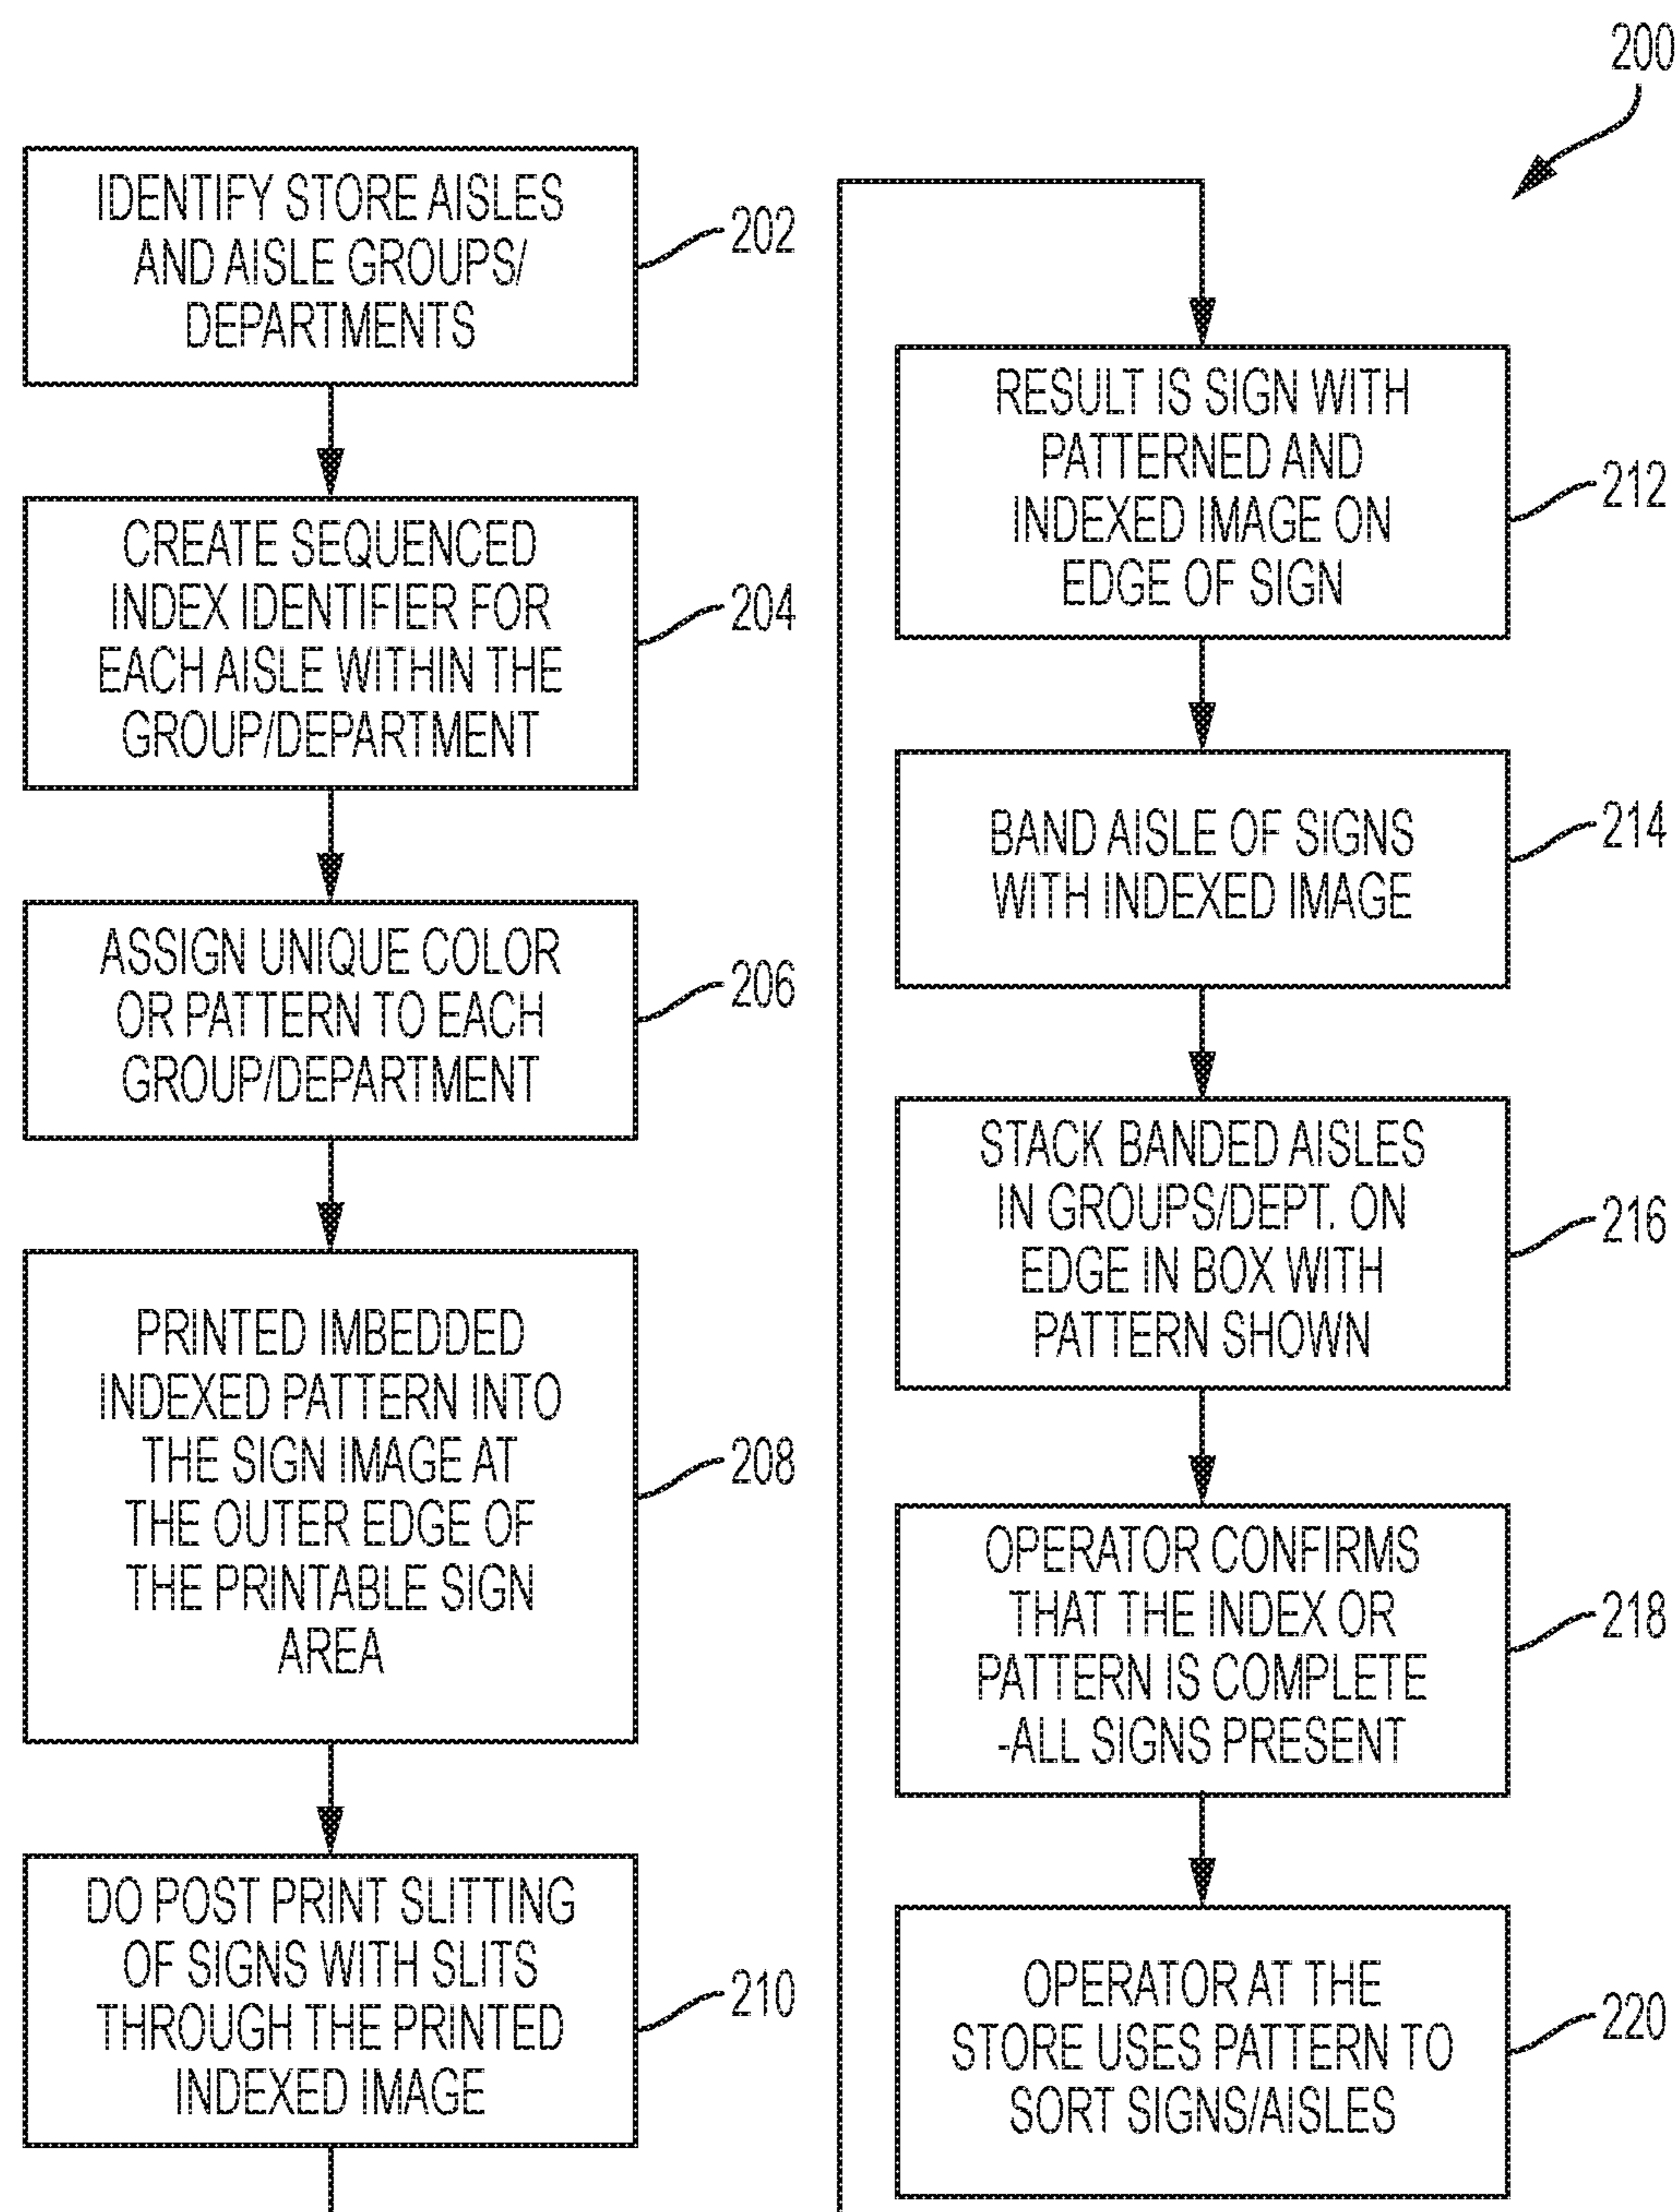 200
IDENTIFY STORE AISLES
AND AISLE GROUPS/
DEPARTMENTS
202
CREATE SEQUENCED
INDEX IDENTIFIER FOR
EACH AISLE WITHIN THE
GROUP/DEPARTMENT
204
ASSIGN UNIQUE COLOR
OR PATTERN TO EACH
GROUP/DEPARTMENT
206
PRINTED IMBEDDED
INDEXED PATTERN INTO
THE SIGN IMAGE AT
THE OUTER EDGE OF
THE PRINTABLE SIGN
AREA
208
DO POST PRINT SLITTING
OF SIGNS WITH SLITS
THROUGH THE PRINTED
INDEXED IMAGE
210
RESULT IS SIGN WITH
PATTERNED AND
INDEXED IMAGE ON
EDGE OF SIGN
212
BAND AISLE OF SIGNS
WITH INDEXED IMAGE
214
STACK BANDED AISLES
IN GROUPS/DEPT. ON
EDGE IN BOX WITH
PATTERN SHOWN
216
OPERATOR CONFIRMS
THAT THE INDEX OR
PATTERN IS COMPLETE
-ALL SIGNS PRESENT
218
OPERATOR AT THE
STORE USES PATTERN TO
SORT SIGNS/AISLES
220